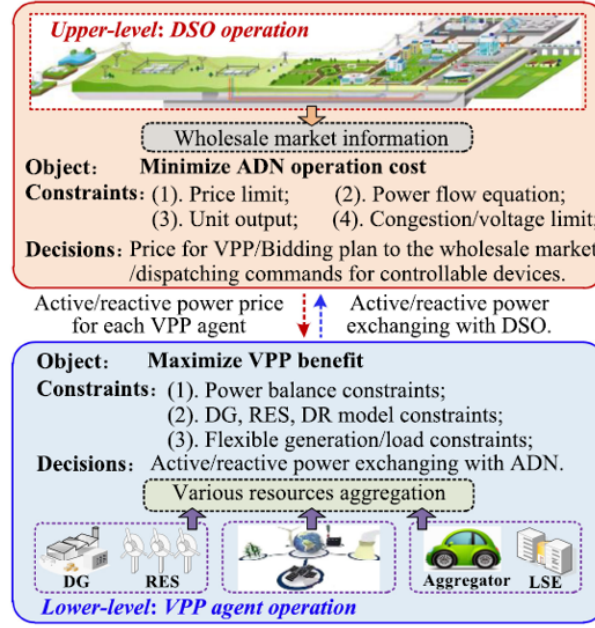 Upper-level: DSO operation
Wholesale market information
Object: Minimize ADN operation cost
Constraints: (1). Price limit; (2). Power flow equation;
(3). Unit output; (4). Congestion/voltage limit;
Decisions: Price for VPP/Bidding plan to the wholesale market
/dispatching commands for controllable devices.
Active/reactive power price
for each VPP agent
Active/reactive power
exchanging with DSO.
Object: Maximize VPP benefit
Constraints: (1). Power balance constraints;
(2). DG, RES, DR model constraints;
(3). Flexible generation/load constraints;
Decisions: Active/reactive power exchanging with ADN.
Various resources aggregation
DG RES Aggregator LSE
Lower-level: VPP agent operation